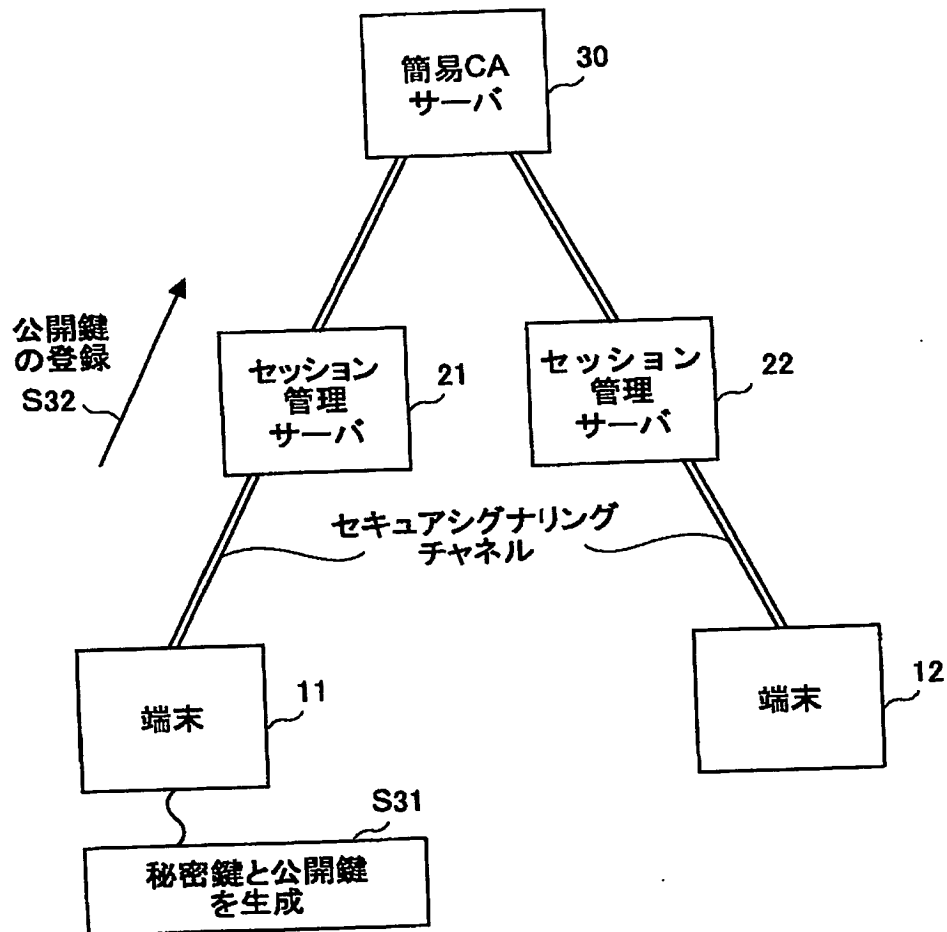 簡易CA
サーバ
30
公開鍵
の登録
S32
セッション
管理
サーバ
21
セッション
管理
サーバ
22
セキュアシグナリング
チャネル
端末
11
端末
12
S31
秘密鍵と公開鍵
を生成